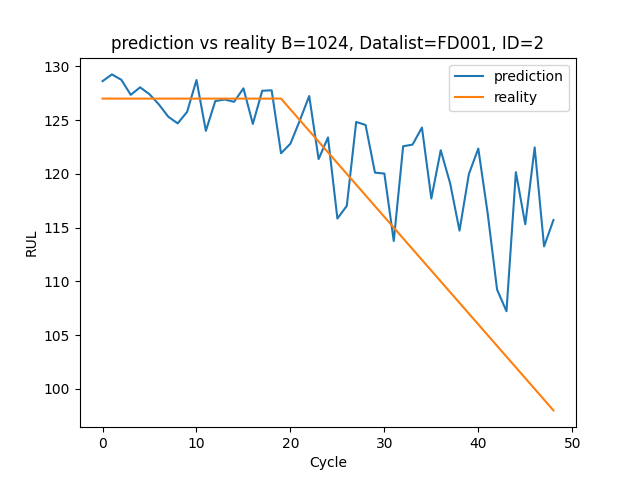 prediction vs reality B=1024, Datalist=FD001, ID=2
prediction
reality
RUL
130
125
120
115
110
105
100
0 10 20 30 40 50
Cycle